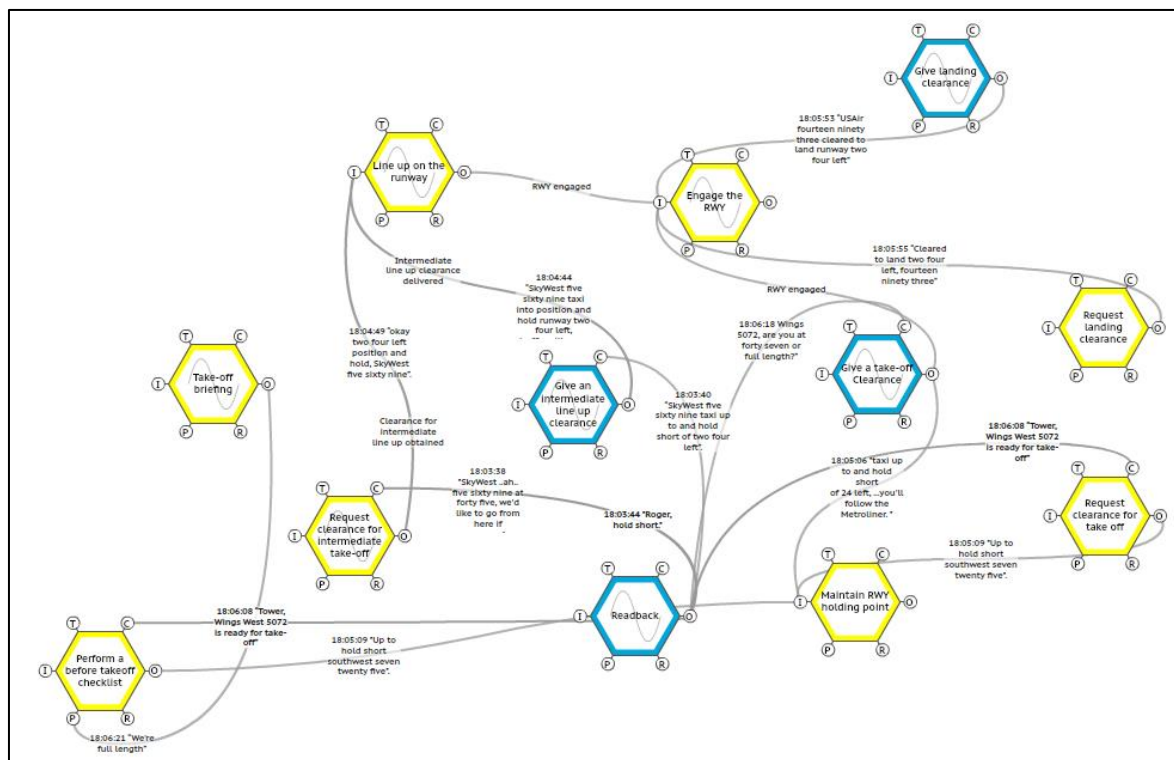 Give landing
clearance
18:05:53 "USAir
fourteen ninety
three cleared to
land runway two
four left"
Line up on the
runway
RWY engaged
Engage the
RWY
18:05:55 "Cleared
to land two four
left, fourteen
ninety three"
Intermediate
line up clearance
delivered
18:04:44
"SkyWest five
sixty nine taxi
into position and
hold runway two
four left,
RWY engaged
Request
landing
clearance
18:04:49 "okay
two four left
position and
hold, SkyWest
five sixty nine".
18:06:18 Wings
5072, are you at
forty seven or
full length?"
Take-off
briefing
Give an
intermediate
line up
clearance
Give a take-off
Clearance
18:03:40
"SkyWest five
sixty nine taxi up
to and hold
short of two four
left".
Clearance for
intermediate
line up obtained
18:06:08 "Tower,
Wings West 5072
is ready for take-
off"
18:03:38
"SkyWest ..ah..
five sixty nine at
forty five, we'd
like to go from
here if
18:05:06 "taxi up
to and hold
short
of 24 left, ...you'll
follow the
Metroliner. "
Request
clearance for
intermediate
take-off
18:03:44 "Roger,
hold short."
Request
clearance for
take off
18:05:09 "Up to
hold short
southwest seven
twenty five".
Readback
Maintain RWY
holding point
18:06:08 "Tower,
Wings West 5072
is ready for take-
off"
Perform a
before takeoff
checklist
18:05:09 "Up to
hold short
southwest seven
twenty five".
18:06:21 "We're
full length"
T C I O P R
T C I O P R
T C I O P R
T C I O P R
T C I O P R
T C I O P R
T C I O P R
T C I O P R
T C I O P R
T C I O P R
T C I O P R
T C I O P R